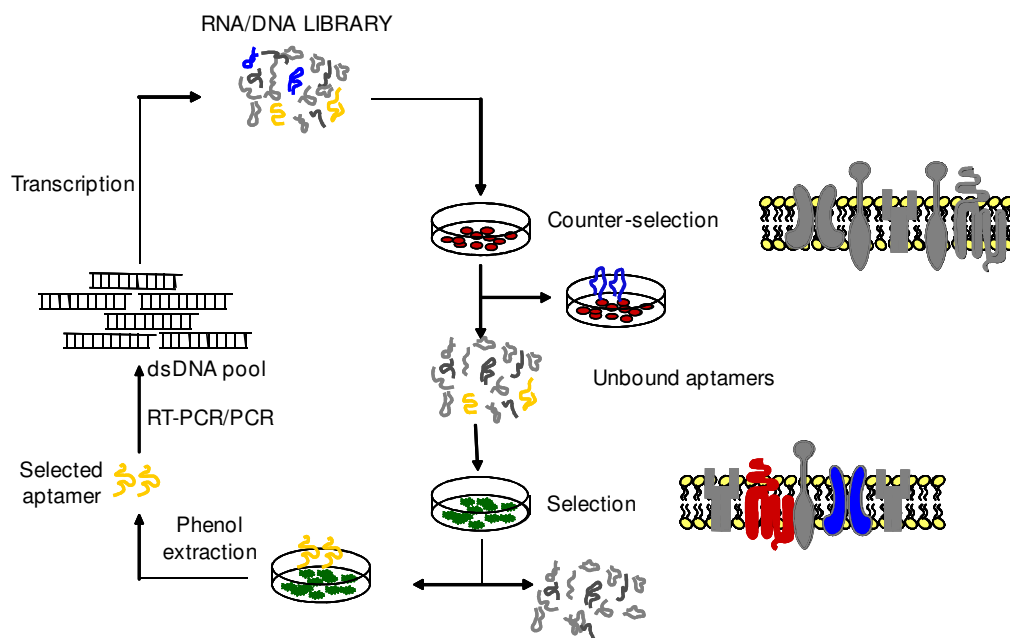 RNA/DNA LIBRARY
Transcription
Counter-selection
Unbound aptamers
dsDNA pool
RT-PCR/PCR
Selected
aptamer
Selection
Phenol
extraction